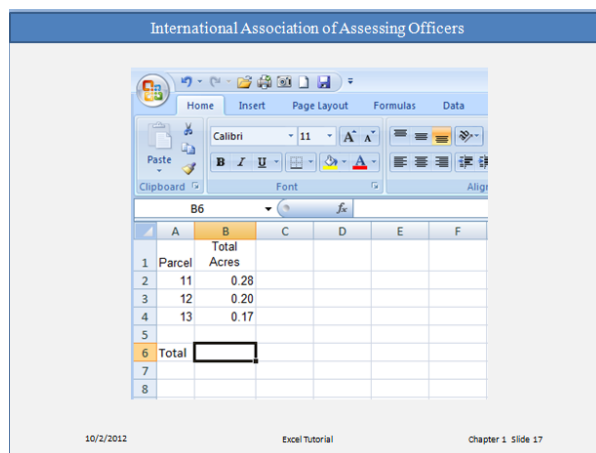 International Association of Assessing Officers
Home Insert Page Layout Formulas Data
Calibri 11 A A
Paste B I U A
Clipboard Font Align
B6 fx
A B C D E F
1 Parcel Total Acres
2 11 0.28
3 12 0.20
4 13 0.17
5
6 Total
7
8
10/2/2012 Excel Tutorial Chapter 1 Slide 17